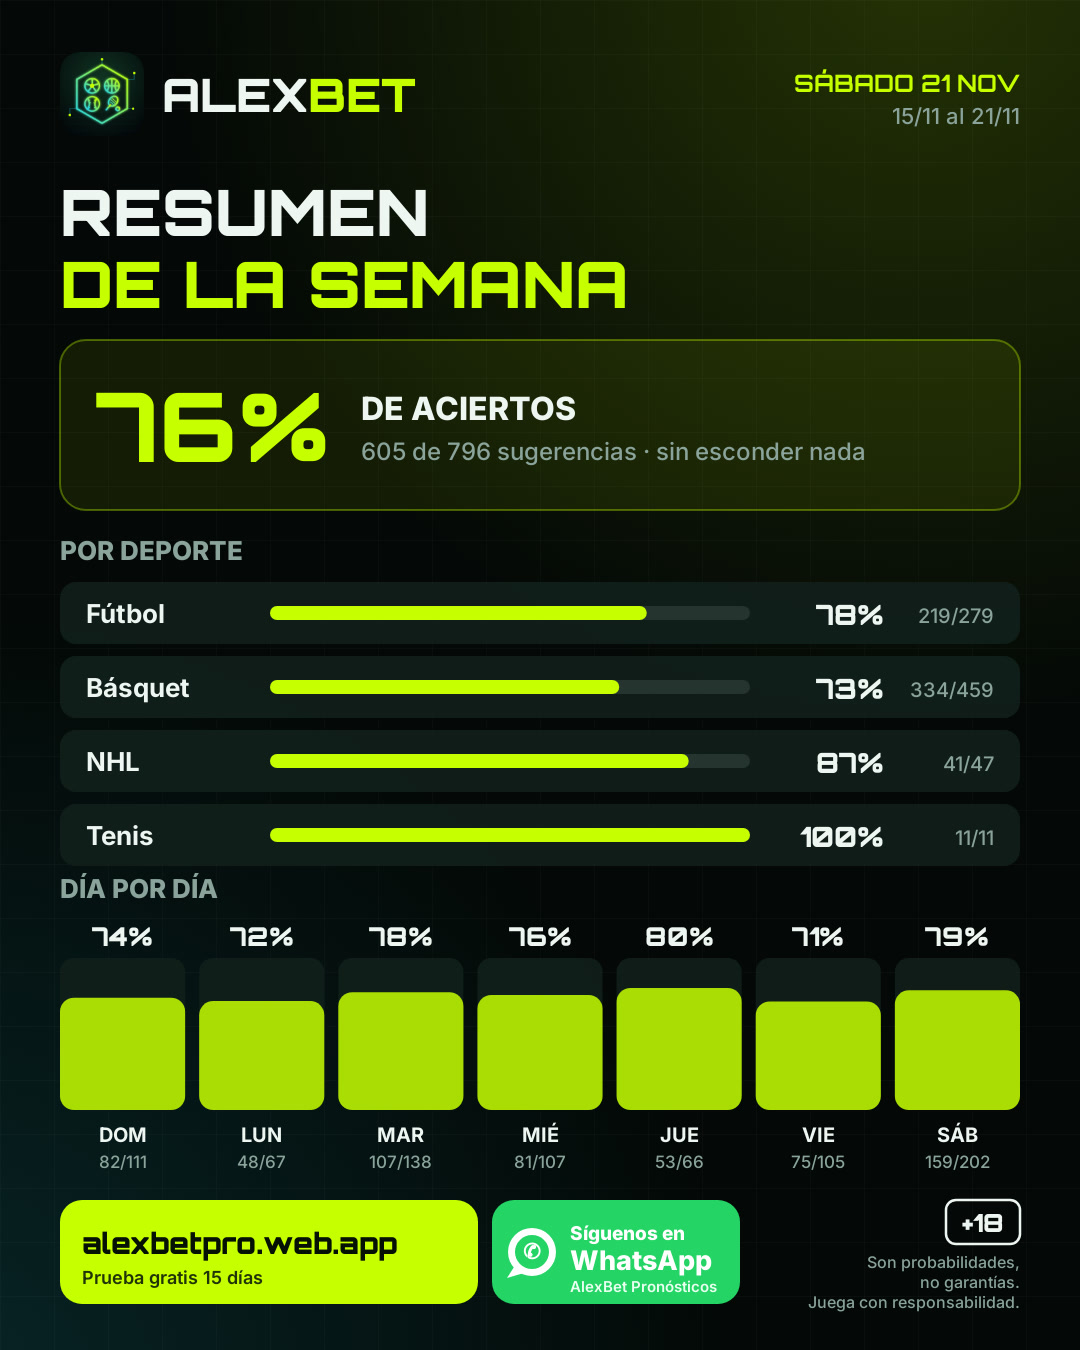 ALEXBET
SÁBADO 21 NOV
15/11 al 21/11
RESUMEN
DE LA SEMANA
76%
DE ACIERTOS
605 de 796 sugerencias · sin esconder nada
POR DEPORTE
Fútbol 78% 219/279
Básquet 73% 334/459
NHL 87% 41/47
Tenis 100% 11/11
DÍA POR DÍA
74% 72% 78% 76% 80% 71% 79%
DOM LUN MAR MIÉ JUE VIE SÁB
82/111 48/67 107/138 81/107 53/66 75/105 159/202
alexbetpro.web.app
Prueba gratis 15 días
Síguenos en
WhatsApp
AlexBet Pronósticos
+18
Son probabilidades,
no garantías.
Juega con responsabilidad.